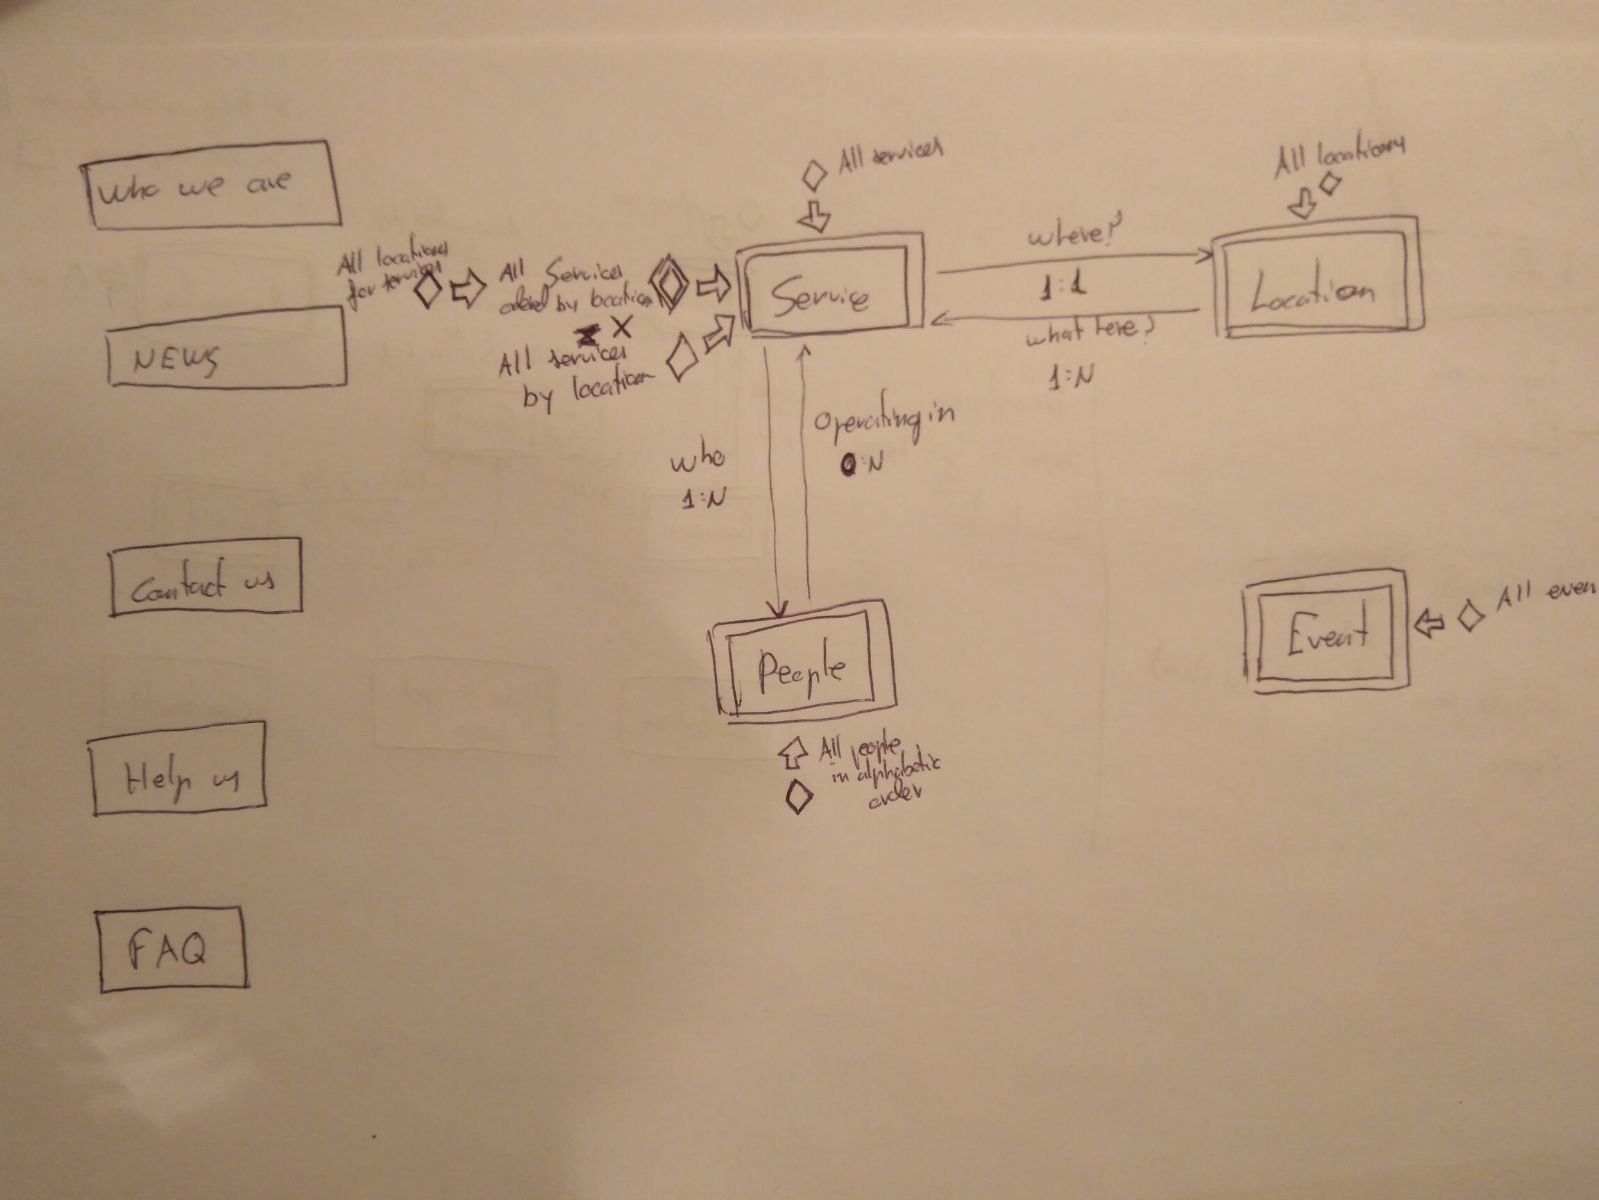 Who we are
All services
All locations
All locations
for services
All Services
ordered by location
X
All services
by location
Service
where?
1:1
what here?
1:N
Location
NEWS
who
1:N
Operating in
0:N
Contact us
People
Event
All even
Help us
All people
in alphabetic
order
FAQ